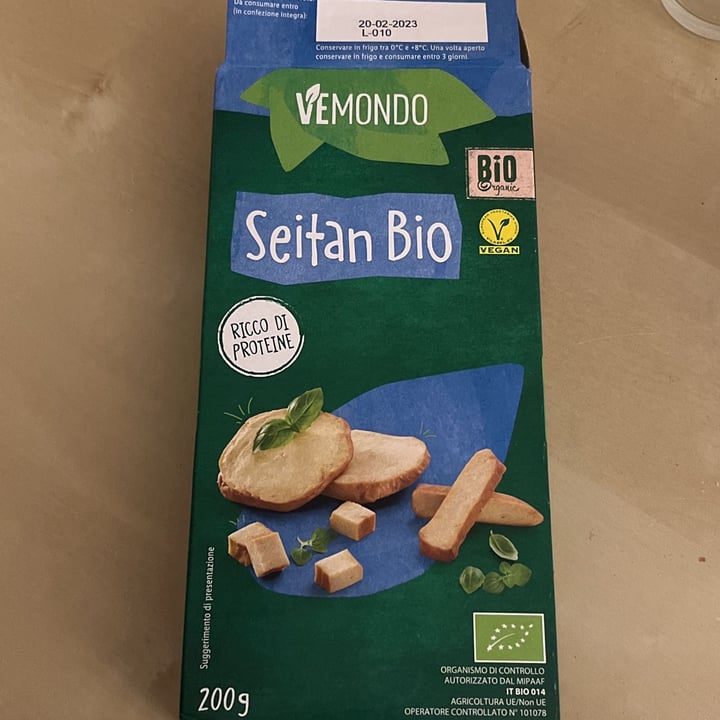 Da consumare entro
(in confezione integra):
20-02-2023
L-010
Conservare in frigo tra 0°C e +8°C. Una volta aperto
conservare in frigo e consumare entro 3 giorni.
VEMONDO
BIO
Organic
Seitan Bio
VEGAN
RICCO DI
PROTEINE
Suggerimento di presentazione
200g
ORGANISMO DI CONTROLLO
AUTORIZZATO DAL MIPAAF
IT BIO 014
AGRICOLTURA UE/Non UE
OPERATORE CONTROLLATO N° 101078